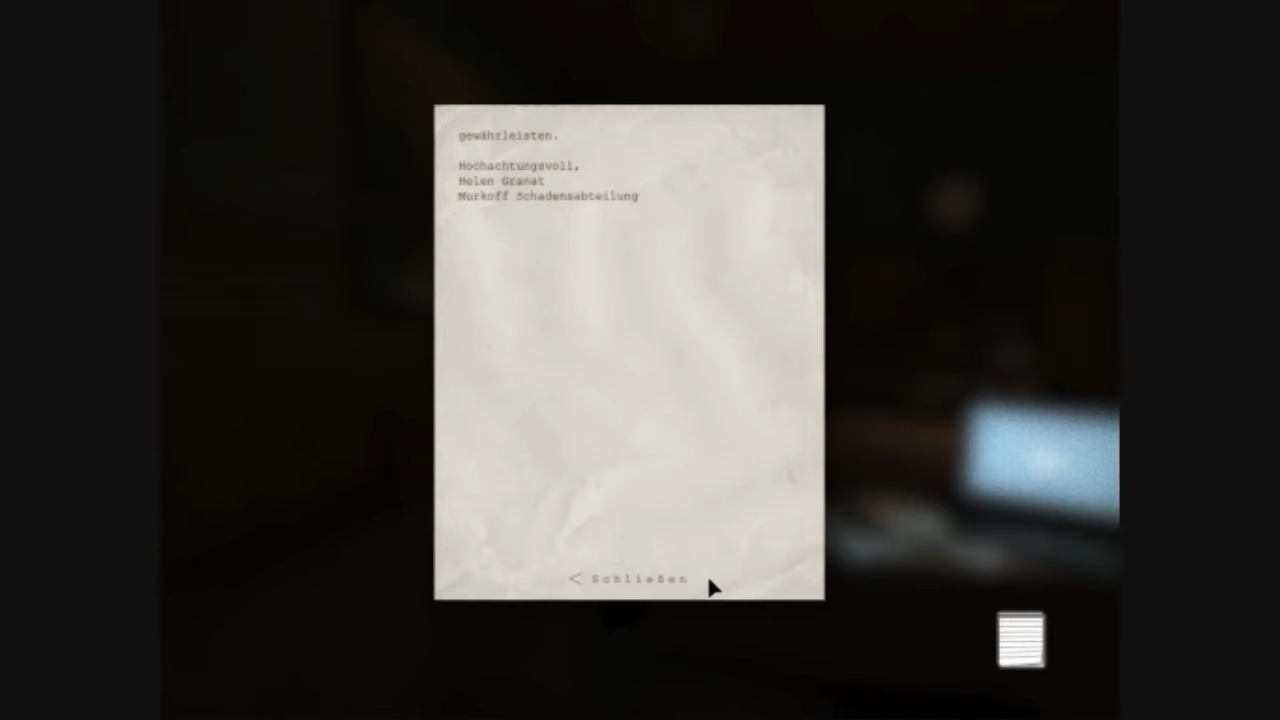 gewährleisten.
Hochachtungsvoll,
Helen Granat
Murkoff Schadensabteilung
< Schließen